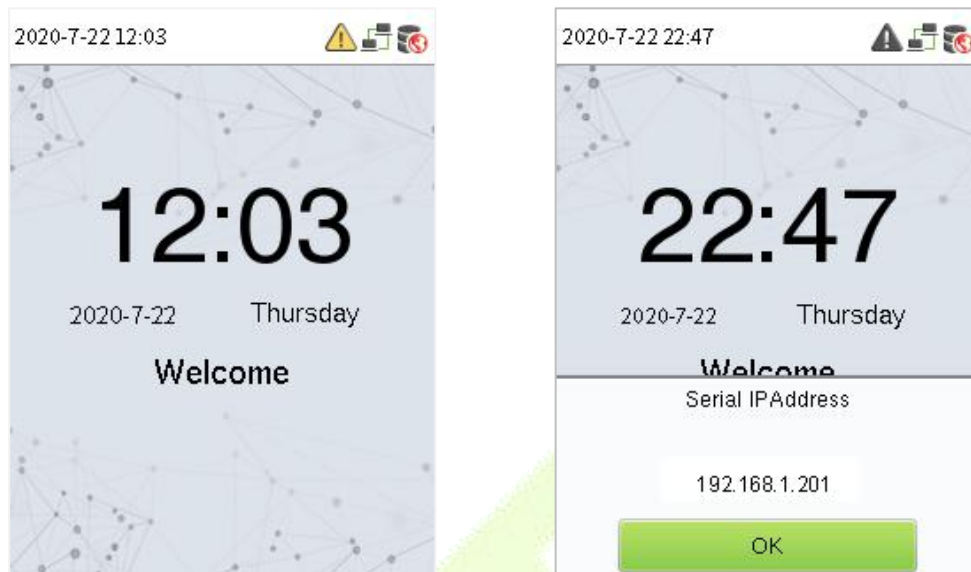 2020-7-22 12:03
12:03
2020-7-22 Thursday
Welcome
2020-7-22 22:47
22:47
2020-7-22 Thursday
Welcome
Serial IPAddress
192.168.1.201
OK